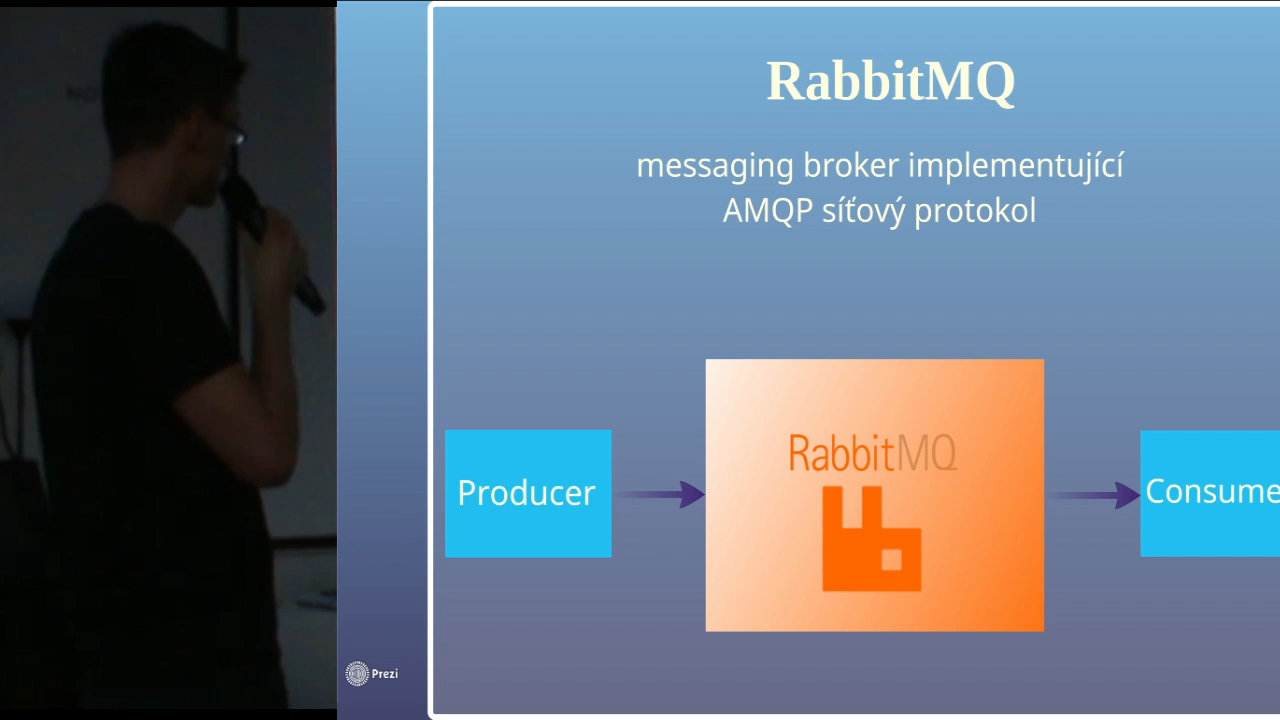 RabbitMQ
messaging broker implementující
AMQP síťový protokol
Producer
RabbitMQ
Consume
Prezi